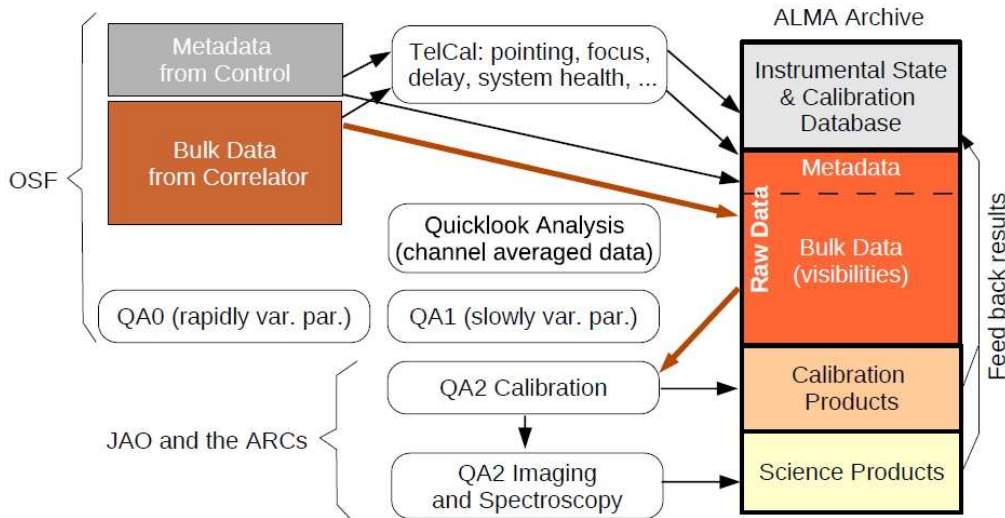 ALMA Archive
Metadata
from Control
TelCal: pointing, focus,
delay, system health, ...
Instrumental State
& Calibration
Database
Bulk Data
from Correlator
OSF
Metadata
Raw Data
Bulk Data
(visibilities)
Quicklook Analysis
(channel averaged data)
QA0 (rapidly var. par.)
QA1 (slowly var. par.)
Feed back results
QA2 Calibration
Calibration
Products
JAO and the ARCs
QA2 Imaging
and Spectroscopy
Science Products